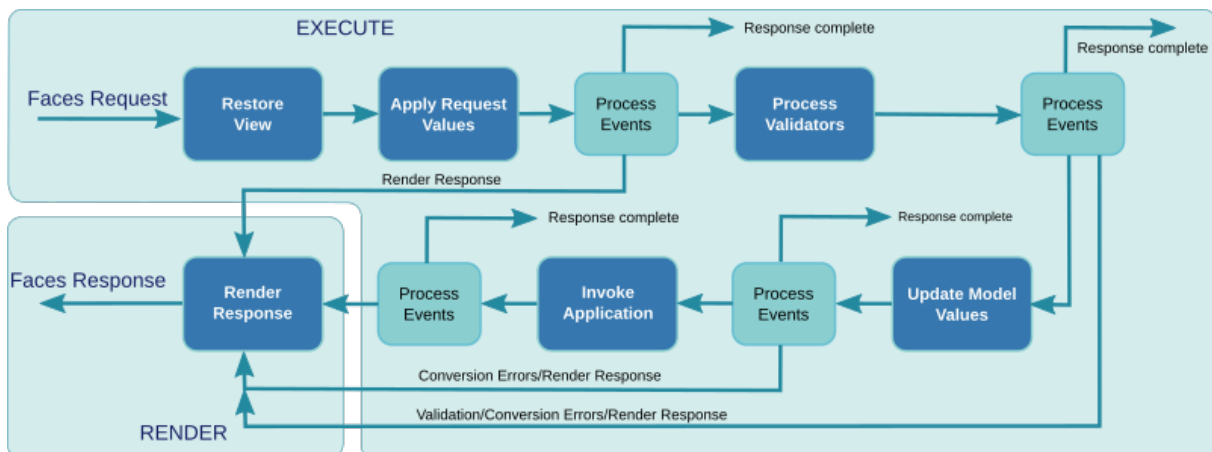 EXECUTE
Response complete
Response complete
Faces Request
Restore
View
Apply Request
Values
Process
Events
Process
Validators
Process
Events
Render Response
Response complete
Response complete
Faces Response
Render
Response
Process
Events
Invoke
Application
Process
Events
Update Model
Values
Conversion Errors/Render Response
Validation/Conversion Errors/Render Response
RENDER